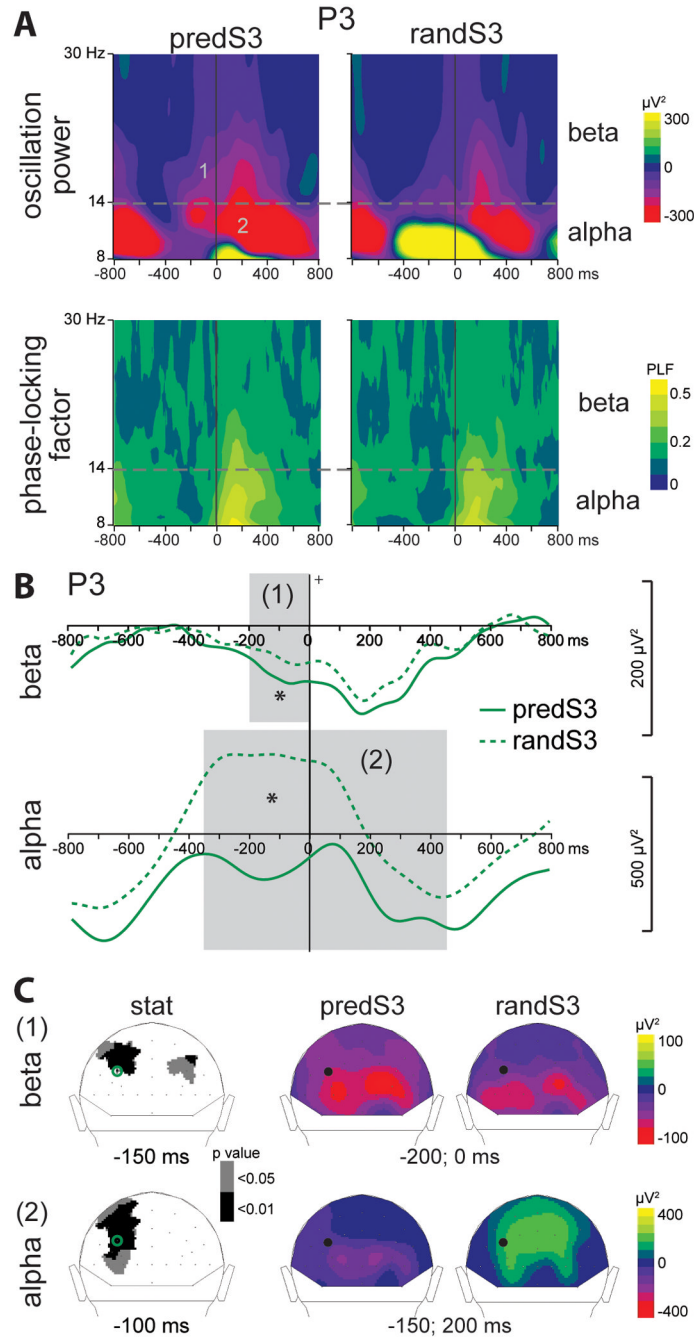 A
P3
predS3
randS3
oscillation power
30 Hz
14
8
1
2
beta
alpha
µV²
300
-300
-800 -400 0 400 800
-800 -400 0 400 800 ms
phase-locking factor
30 Hz
14
8
beta
alpha
PLF
0.5
0.2
0
-800 -400 0 400 800
-800 -400 0 400 800 ms
B P3
+
(1)
-800 -600 -400 -200 0 200 400 600 800 ms
beta
*
200 µV²
predS3
randS3
(2)
*
-800 -600 -400 -200 0 200 400 600 800 ms
alpha
500 µV²
C
stat
predS3
randS3
(1)
beta
µV²
100
-100
-150 ms
p value
<0.05
<0.01
-200; 0 ms
(2)
alpha
µV²
400
-400
-100 ms
-150; 200 ms